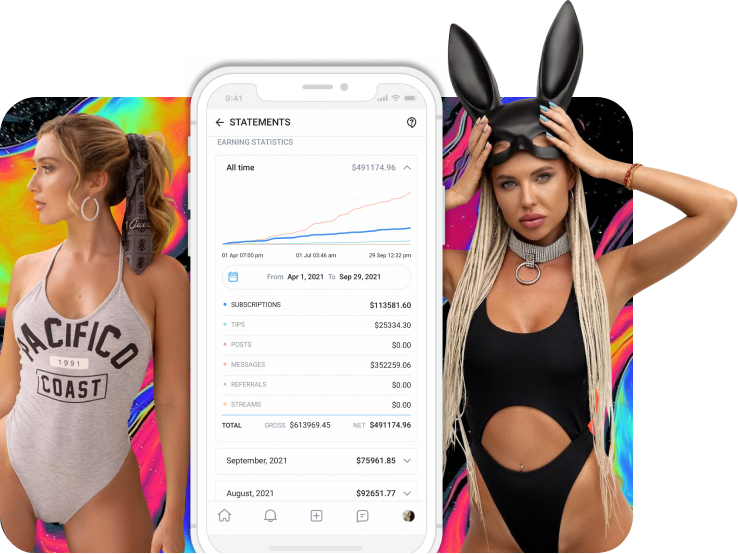 9:41
STATEMENTS
EARNING STATISTICS
All time $491174.96
01 Apr 07:00 pm 01 Jul 03:46 am 29 Sep 12:32 pm
From Apr 1, 2021 To Sep 29, 2021
SUBSCRIPTIONS $113581.60
TIPS $25334.30
POSTS $0.00
MESSAGES $352259.06
REFERRALS $0.00
STREAMS $0.00
TOTAL GROSS $613969.45 NET $491174.96
September, 2021 $75961.85
August, 2021 $92651.77
PACIFICO
1991
COAST
Guess